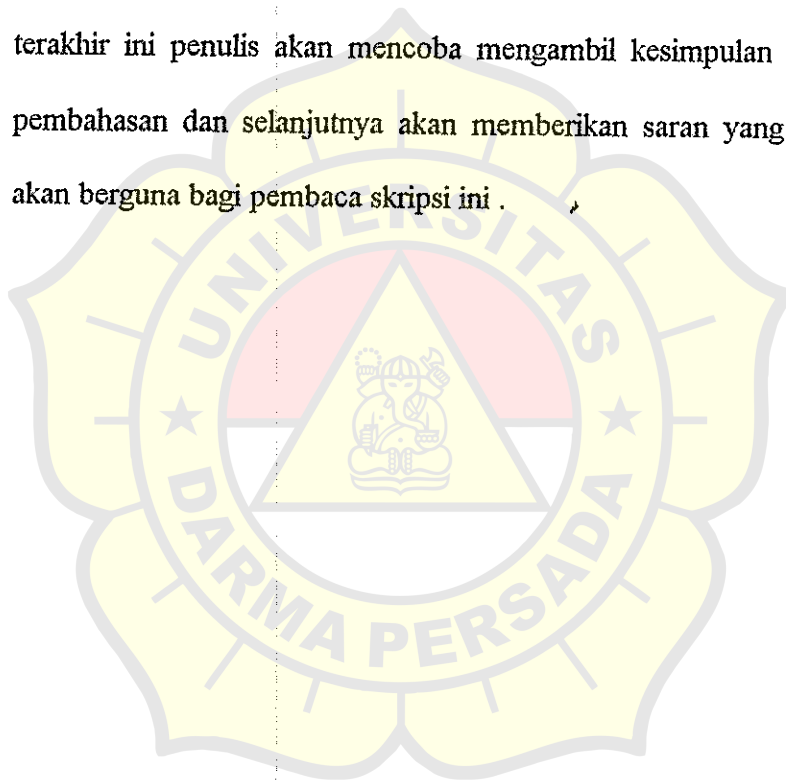 terakhir ini penulis akan mencoba mengambil kesimpulan
pembahasan dan selanjutnya akan memberikan saran yang
akan berguna bagi pembaca skripsi ini .
UNIVERSITAS
DARMA PERSADA